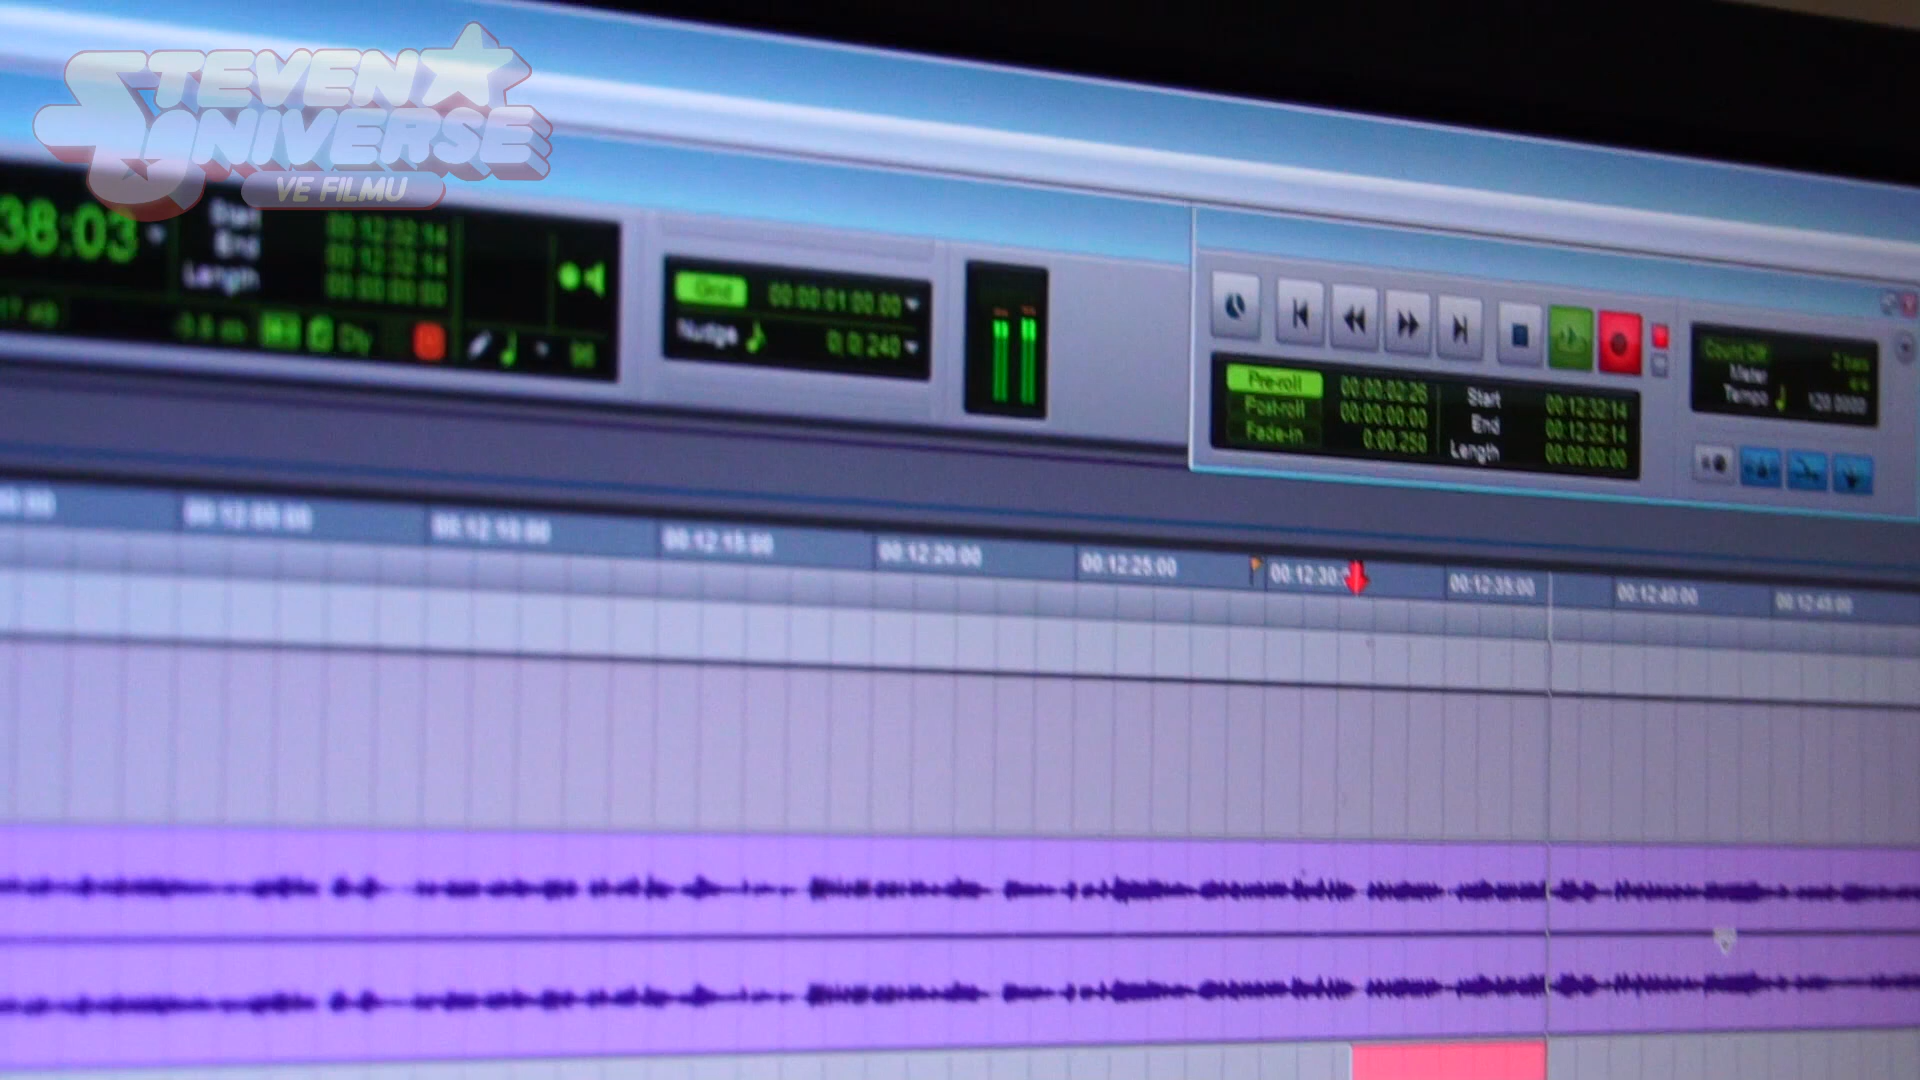 STEVEN
UNIVERSE
VE FILMU
38:03
Start 00:12:32:14
End 00:12:32:14
Length 00:00:00:00
Dly
Grid 00:00:01:00.00
Nudge 0| 0| 240
Pre-roll 00:00:02:26
Post-roll 00:00:00:00
Fade-in 0:00.250
Start 00:12:32:14
End 00:12:32:14
Length 00:00:00:00
Count Off 2 bars
Meter 4/4
Tempo 120.0000
00:12:05:00 00:12:10:00 00:12:15:00 00:12:20:00 00:12:25:00 00:12:30: 00:12:35:00 00:12:40:00 00:12:45:00